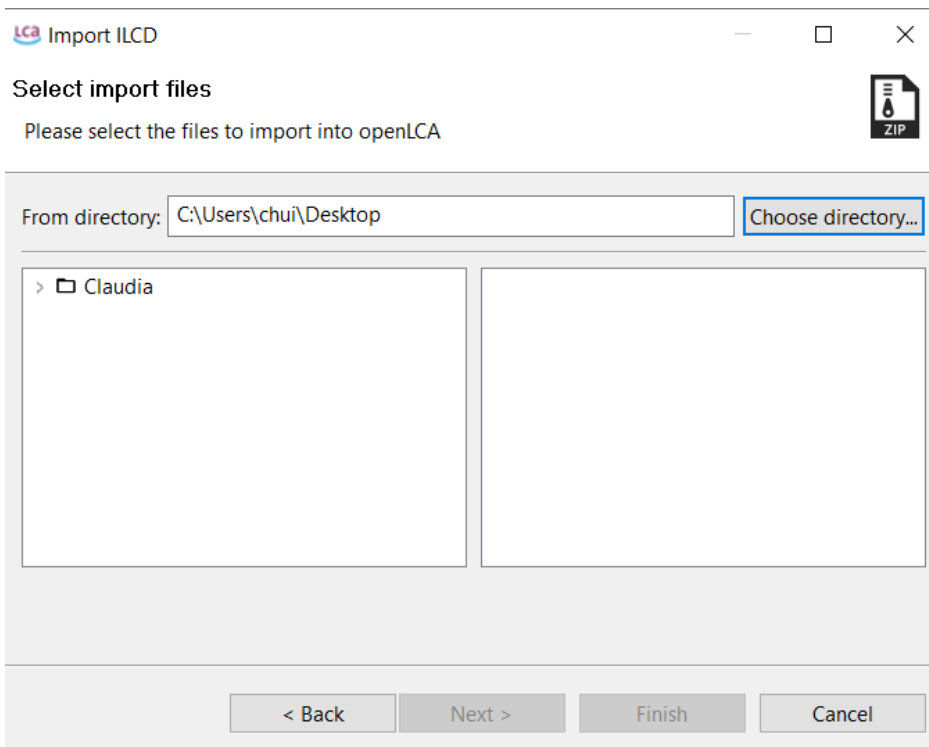 LCa Import ILCD
Select import files
Please select the files to import into openLCA
ZIP
From directory: C:\Users\chui\Desktop Choose directory...
Claudia
< Back Next > Finish Cancel